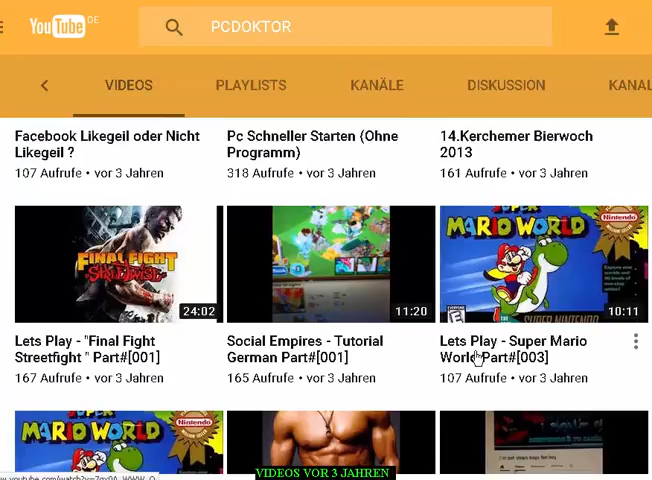 YouTube DE
PCDOKTOR
VIDEOS PLAYLISTS KANÄLE DISKUSSION KANAL
Facebook Likegeil oder Nicht
Likegeil ?
107 Aufrufe • vor 3 Jahren
Pc Schneller Starten (Ohne
Programm)
318 Aufrufe • vor 3 Jahren
14.Kerchemer Bierwoch
2013
161 Aufrufe • vor 3 Jahren
FINAL FIGHT
STREETWISE
24:02
11:20
MARIO WORLD
Nintendo
SUPER NINTENDO
10:11
Lets Play - "Final Fight
Streetfight " Part#[001]
167 Aufrufe • vor 3 Jahren
Social Empires - Tutorial
German Part#[001]
165 Aufrufe • vor 3 Jahren
Lets Play - Super Mario
World Part#[003]
107 Aufrufe • vor 3 Jahren
SUPER
MARIO WORLD
Nintendo
VIDEOS VOR 3 JAHREN